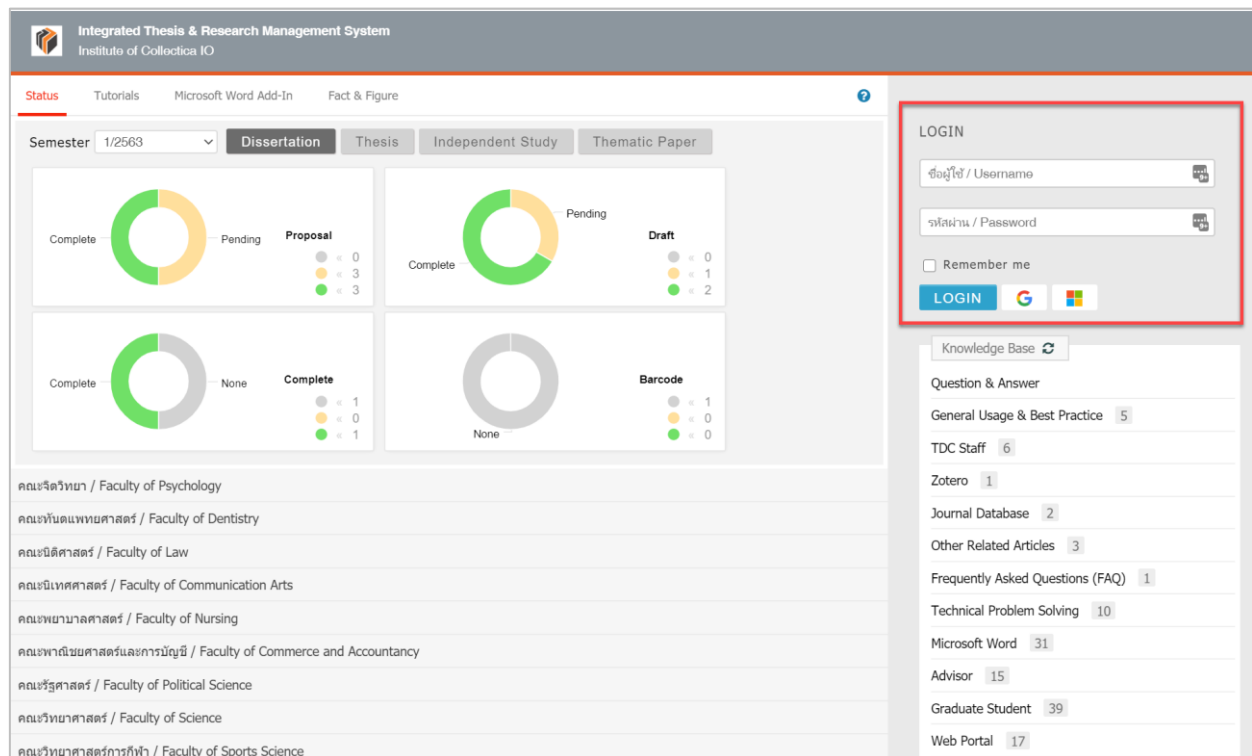 Integrated Thesis & Research Management System
Institute of Collectica IO
Status Tutorials Microsoft Word Add-In Fact & Figure
Semester 1/2563 Dissertation Thesis Independent Study Thematic Paper
Complete Pending Proposal
« 0
« 3
« 3
Pending Complete Draft
« 0
« 1
« 2
Complete None Complete
« 1
« 0
« 1
None Barcode
« 1
« 0
« 0
คณะจิตวิทยา / Faculty of Psychology
คณะทันตแพทยศาสตร์ / Faculty of Dentistry
คณะนิติศาสตร์ / Faculty of Law
คณะนิเทศศาสตร์ / Faculty of Communication Arts
คณะพยาบาลศาสตร์ / Faculty of Nursing
คณะพาณิชยศาสตร์และการบัญชี / Faculty of Commerce and Accountancy
คณะรัฐศาสตร์ / Faculty of Political Science
คณะวิทยาศาสตร์ / Faculty of Science
คณะวิทยาศาสตร์การกีฬา / Faculty of Sports Science
LOGIN
ชื่อผู้ใช้ / Username
รหัสผ่าน / Password
Remember me
LOGIN
Knowledge Base
Question & Answer
General Usage & Best Practice 5
TDC Staff 6
Zotero 1
Journal Database 2
Other Related Articles 3
Frequently Asked Questions (FAQ) 1
Technical Problem Solving 10
Microsoft Word 31
Advisor 15
Graduate Student 39
Web Portal 17